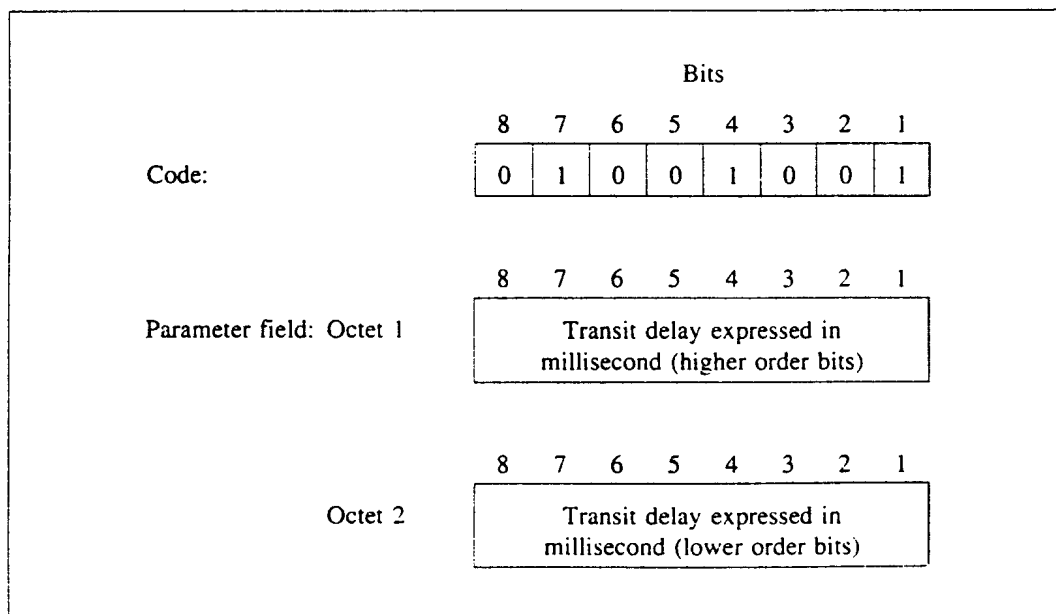 Bits
8 7 6 5 4 3 2 1
Code: 0 1 0 0 1 0 0 1
8 7 6 5 4 3 2 1
Parameter field: Octet 1 Transit delay expressed in
millisecond (higher order bits)
8 7 6 5 4 3 2 1
Octet 2 Transit delay expressed in
millisecond (lower order bits)